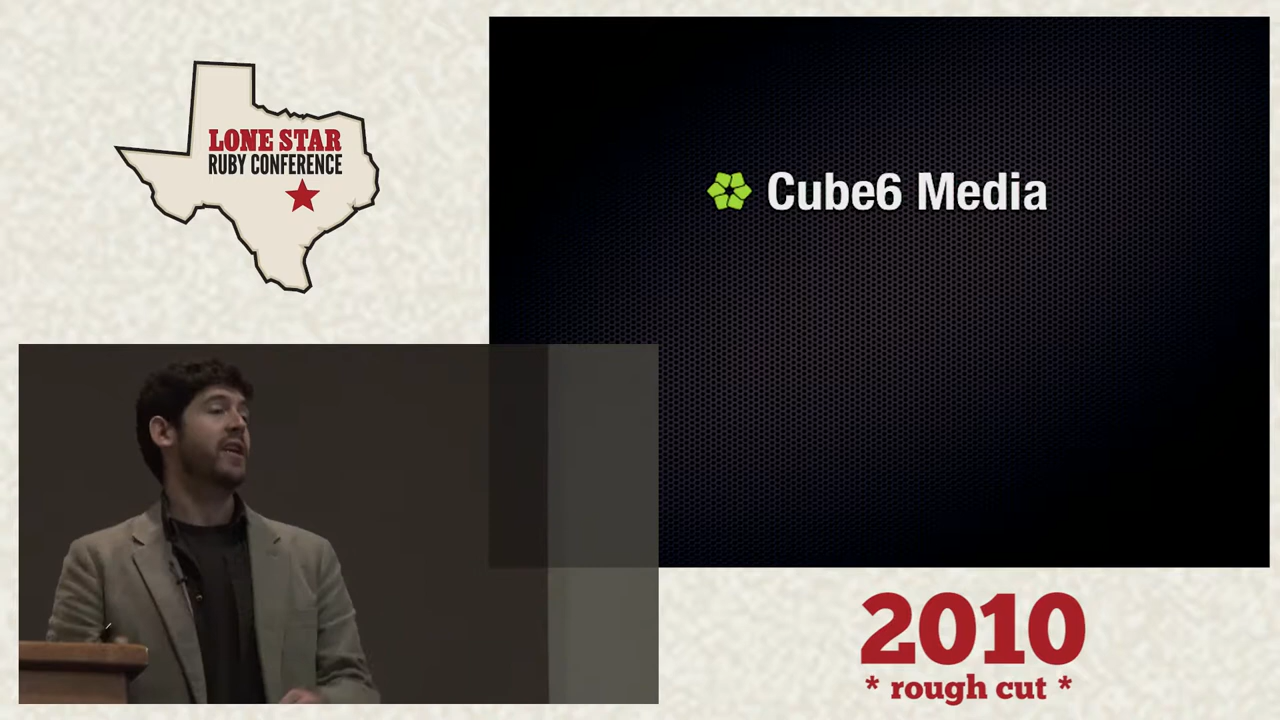 LONE STAR
RUBY CONFERENCE
Cube6 Media
2010
* rough cut *